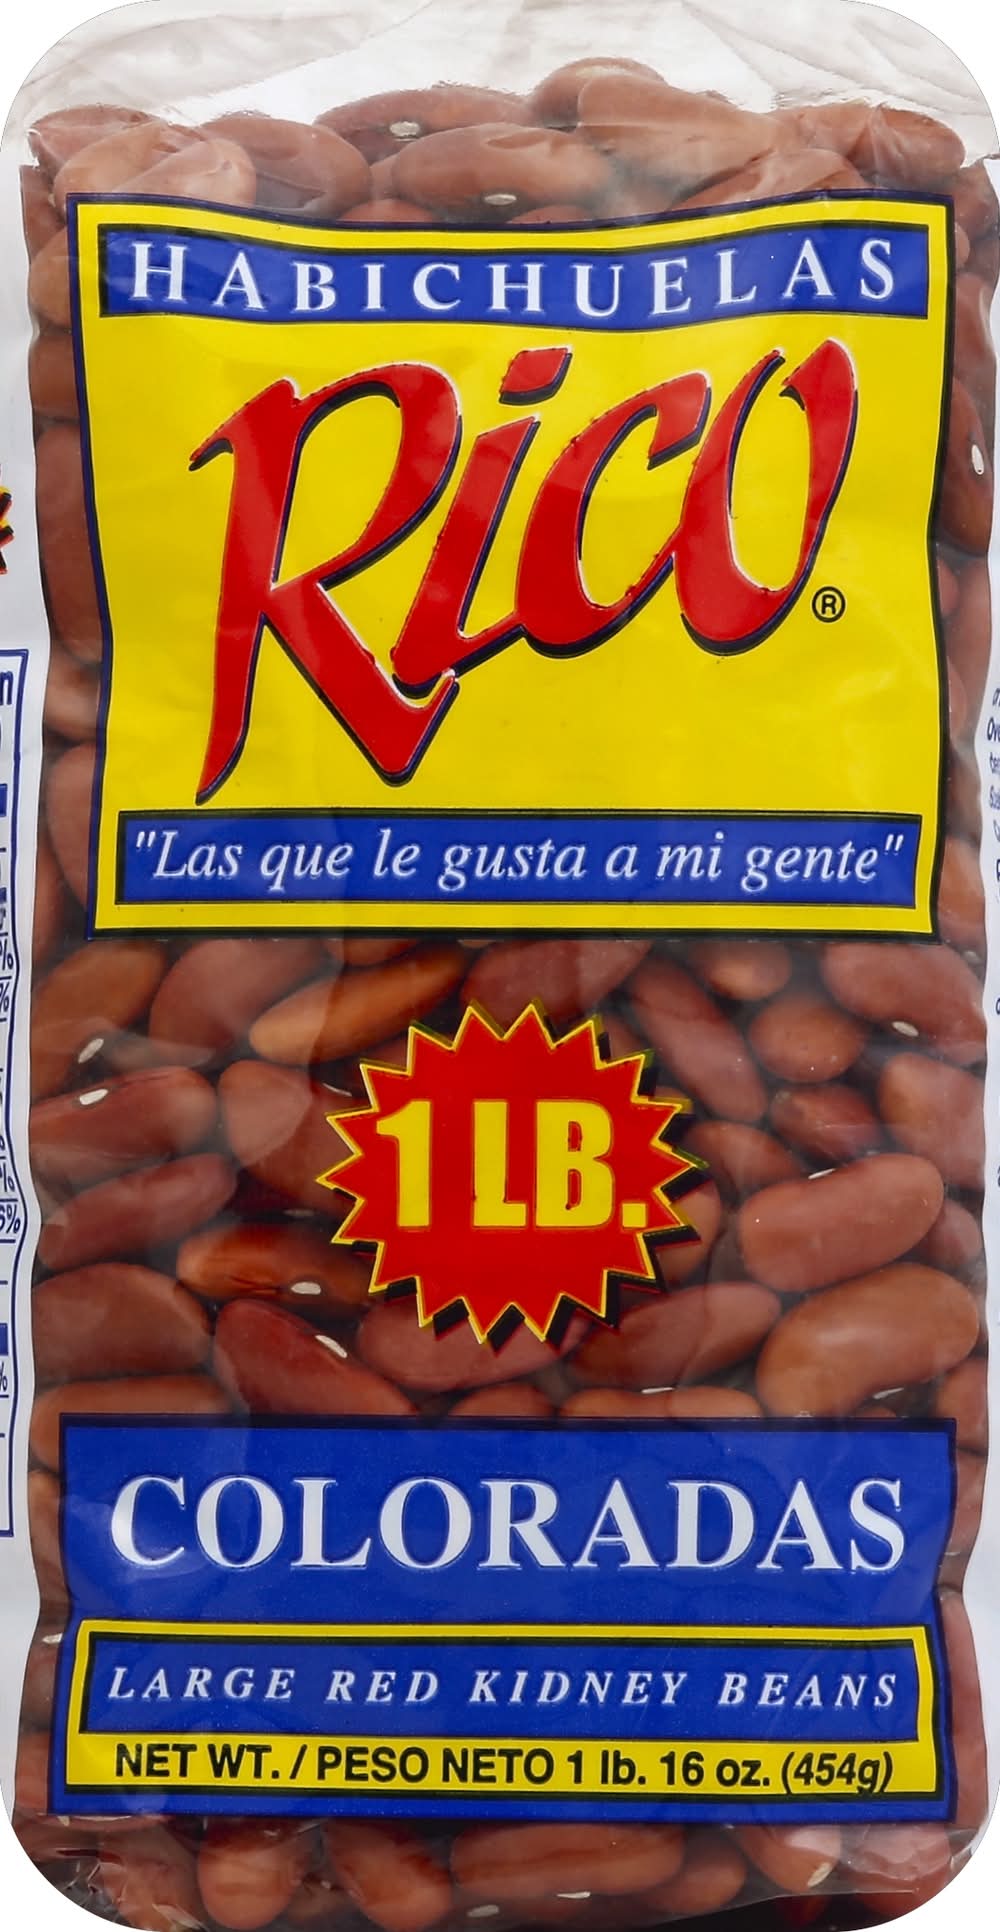 HABICHUELAS
Rico®
"Las que le gusta a mi gente"
1 LB.
COLORADAS
LARGE RED KIDNEY BEANS
NET WT. / PESO NETO 1 lb. 16 oz. (454g)